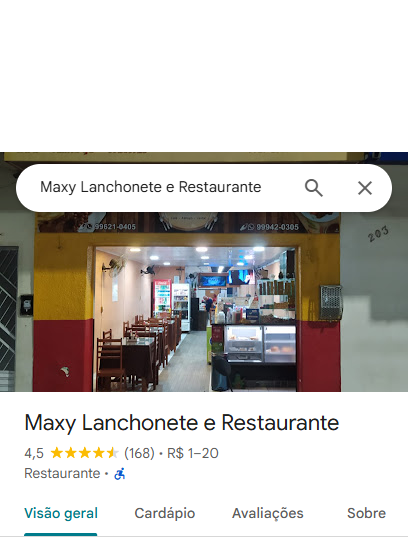 Maxy Lanchonete e Restaurante
99621-0405
99942-0305
203
Maxy Lanchonete e Restaurante
4,5 (168) • R$ 1–20
Restaurante •
Visão geral
Cardápio
Avaliações
Sobre